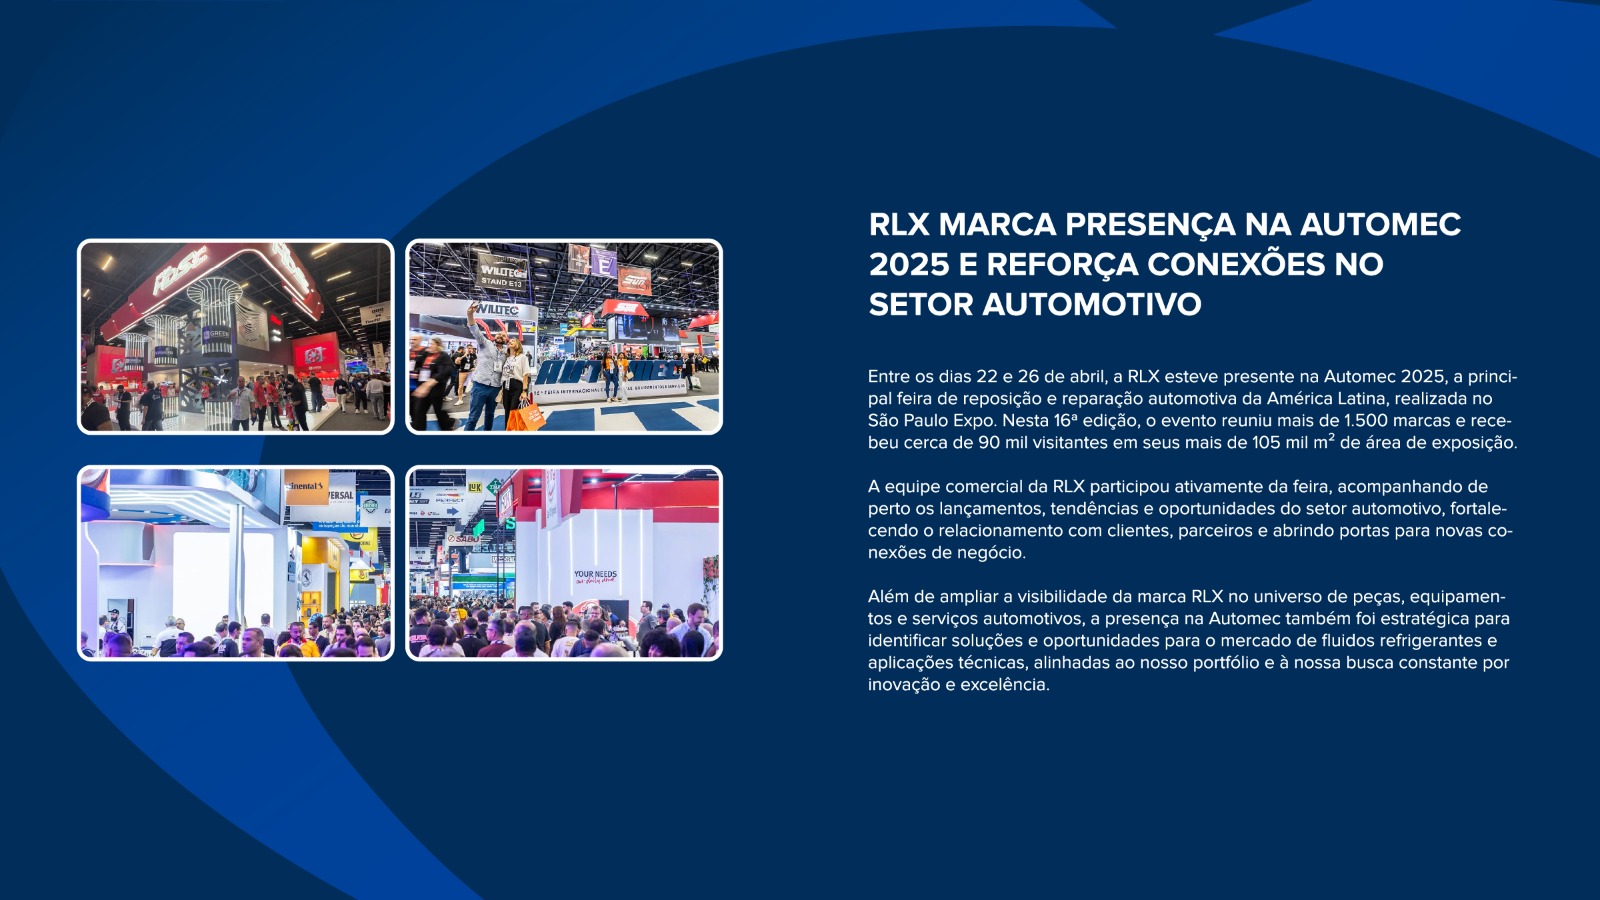 RLX MARCA PRESENÇA NA AUTOMEC
2025 E REFORÇA CONEXÕES NO
SETOR AUTOMOTIVO
Entre os dias 22 e 26 de abril, a RLX esteve presente na Automec 2025, a princi-
pal feira de reposição e reparação automotiva da América Latina, realizada no
São Paulo Expo. Nesta 16ª edição, o evento reuniu mais de 1.500 marcas e rece-
beu cerca de 90 mil visitantes em seus mais de 105 mil m² de área de exposição.
A equipe comercial da RLX participou ativamente da feira, acompanhando de
perto os lançamentos, tendências e oportunidades do setor automotivo, fortale-
cendo o relacionamento com clientes, parceiros e abrindo portas para novas co-
nexões de negócio.
Além de ampliar a visibilidade da marca RLX no universo de peças, equipamen-
tos e serviços automotivos, a presença na Automec também foi estratégica para
identificar soluções e oportunidades para o mercado de fluidos refrigerantes e
aplicações técnicas, alinhadas ao nosso portfólio e à nossa busca constante por
inovação e excelência.
WILLTEC
STAND E13
WILLTEC
GREEN
LUK
SABÓ
YOUR NEEDS
our daily drive